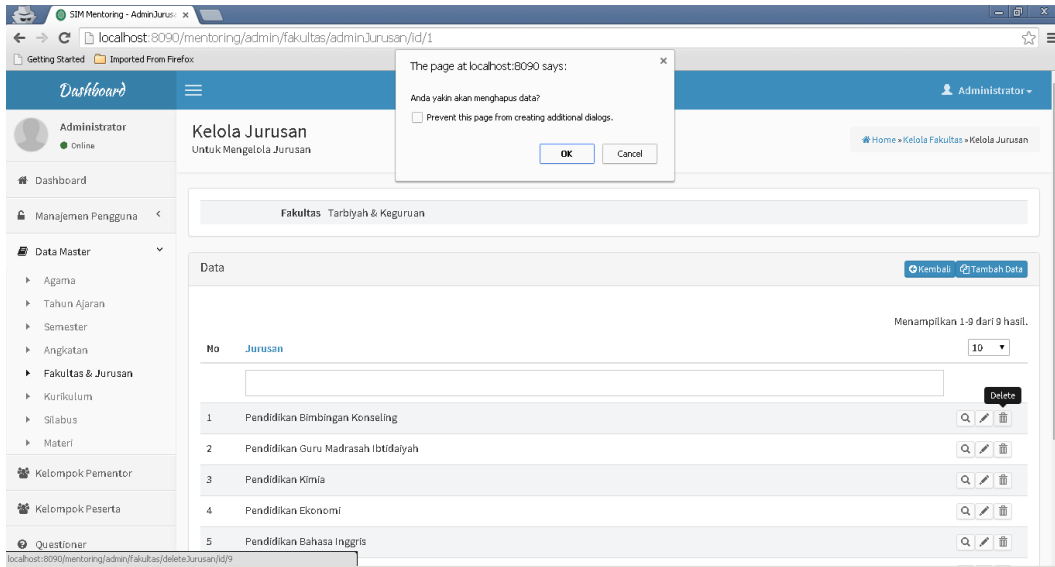 SIM Mentoring - AdminJurus
localhost:8090/mentoring/admin/fakultas/adminJurusan/id/1
Getting Started Imported From Firefox
The page at localhost:8090 says:
Anda yakin akan menghapus data?
Prevent this page from creating additional dialogs.
OK Cancel
Dashboard
Administrator
Administrator
Online
Kelola Jurusan
Untuk Mengelola Jurusan
Home » Kelola Fakultas » Kelola Jurusan
Dashboard
Manajemen Pengguna
Data Master
Agama
Tahun Ajaran
Semester
Angkatan
Fakultas & Jurusan
Kurikulum
Silabus
Materi
Kelompok Pementor
Kelompok Peserta
Questioner
Fakultas Tarbiyah & Keguruan
Data
Kembali Tambah Data
Menampilkan 1-9 dari 9 hasil.
No Jurusan 10
Delete
1 Pendidikan Bimbingan Konseling
2 Pendidikan Guru Madrasah Ibtidaiyah
3 Pendidikan Kimia
4 Pendidikan Ekonomi
5 Pendidikan Bahasa Inggris
localhost:8090/mentoring/admin/fakultas/deleteJurusan/id/9